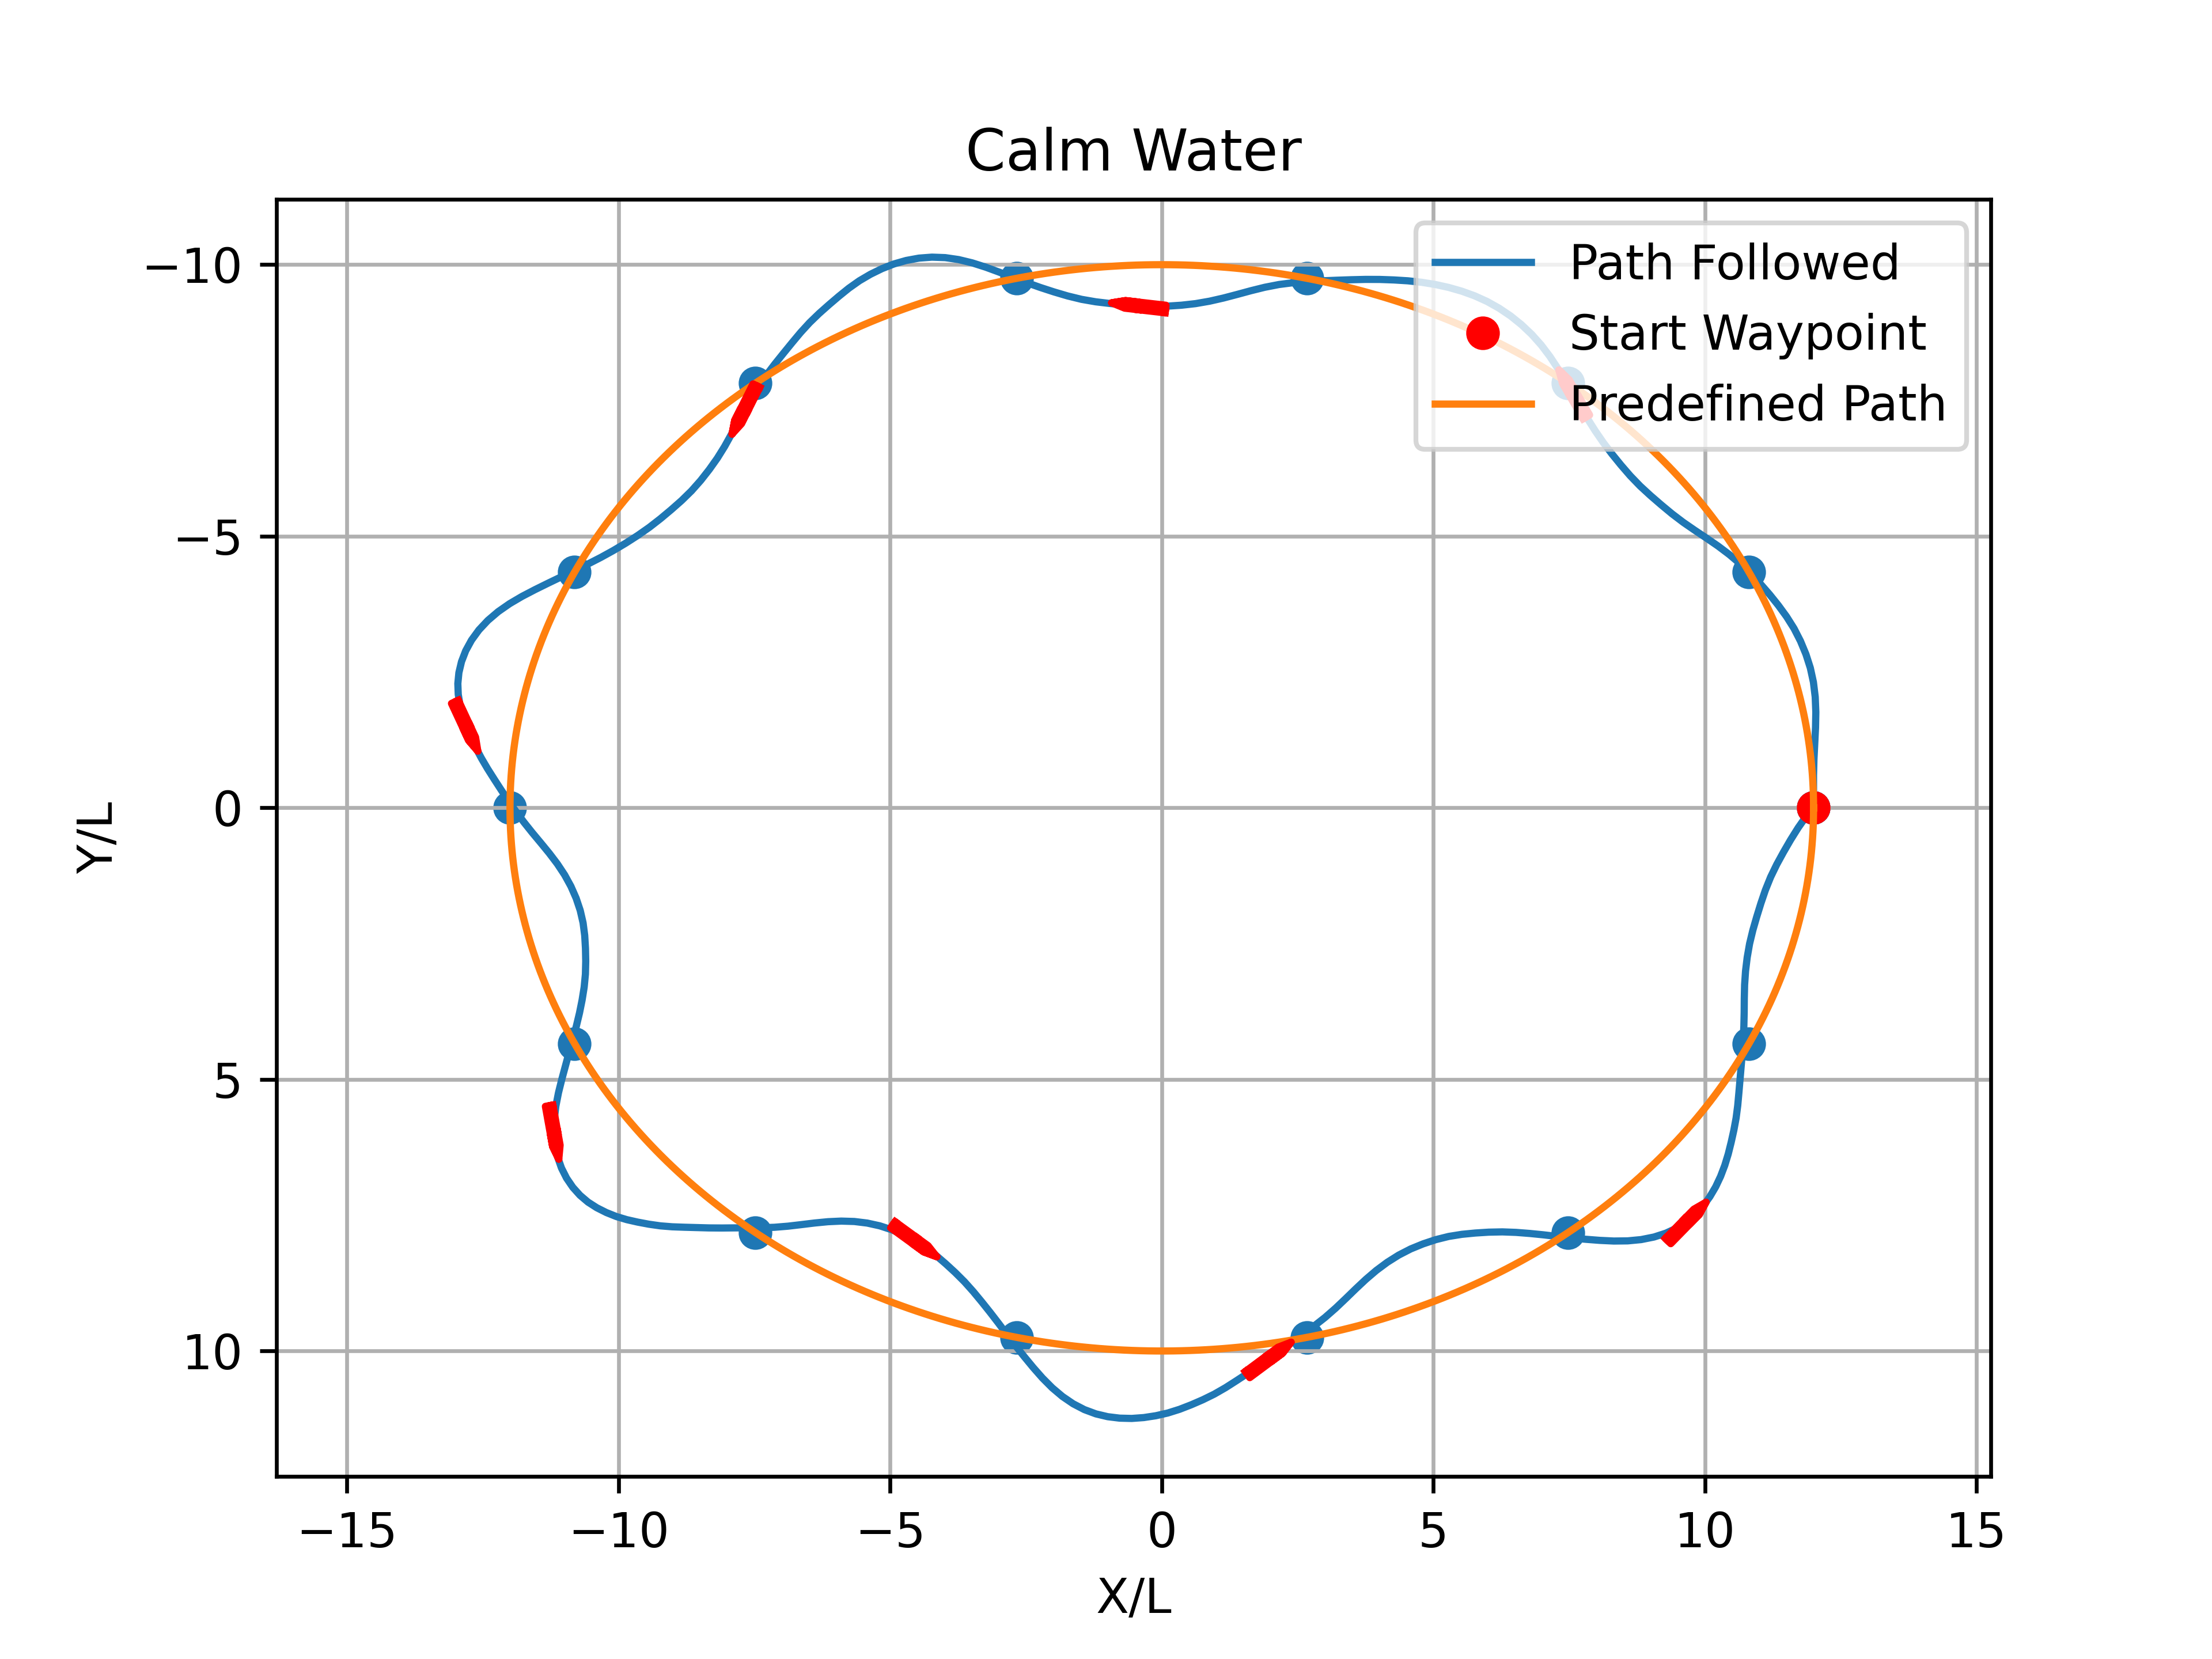 Calm Water
Path Followed
Start Waypoint
Predefined Path
−10
−5
0
5
10
Y/L
−15
−10
−5
0
5
10
15
X/L